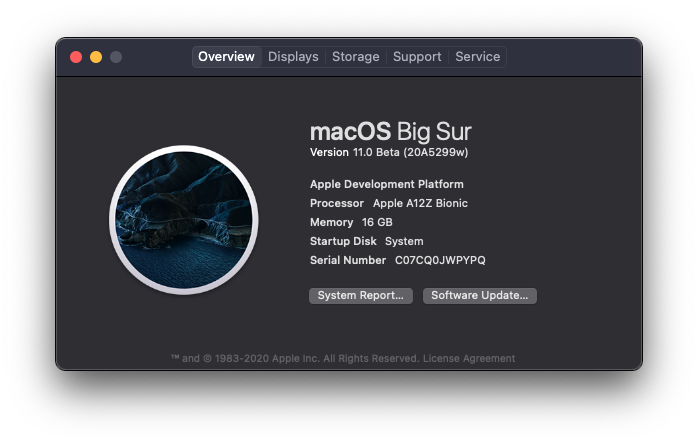 Overview Displays Storage Support Service
macOS Big Sur
Version 11.0 Beta (20A5299w)
Apple Development Platform
Processor Apple A12Z Bionic
Memory 16 GB
Startup Disk System
Serial Number C07CQ0JWPYPQ
System Report... Software Update...
™ and © 1983-2020 Apple Inc. All Rights Reserved. License Agreement